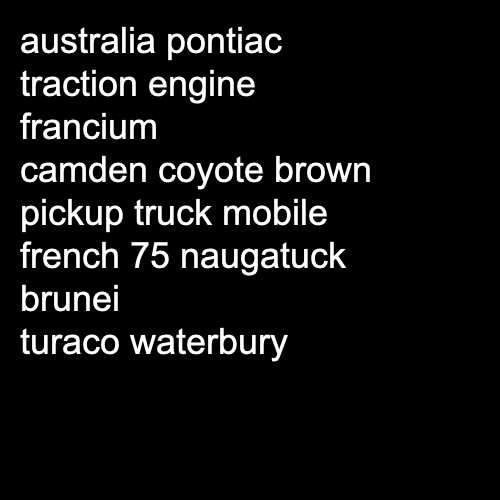 australia pontiac
traction engine
francium
camden coyote brown
pickup truck mobile
french 75 naugatuck
brunei
turaco waterbury